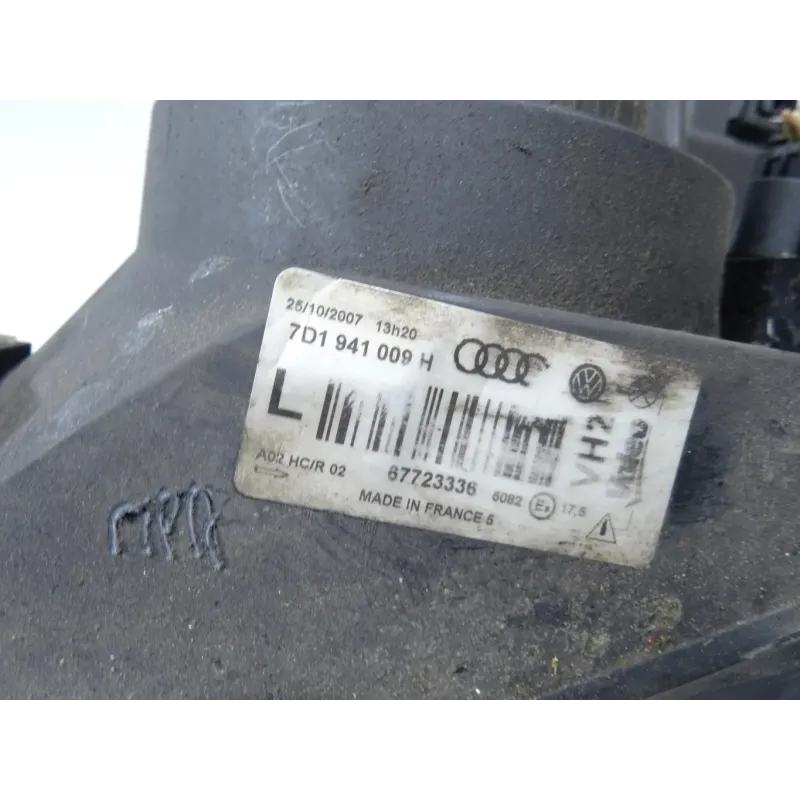 25/10/2007 13h20
7D1 941 009 H
L
VH2
Valeo
A02 HC/R 02
67723336
6082
17,5
MADE IN FRANCE 5